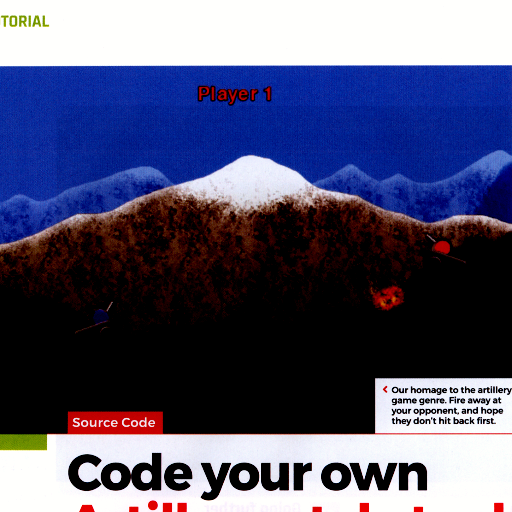 TORIAL
Player 1
Our homage to the artillery
game genre. Fire away at
your opponent, and hope
they don't hit back first.
Source Code
Code your own